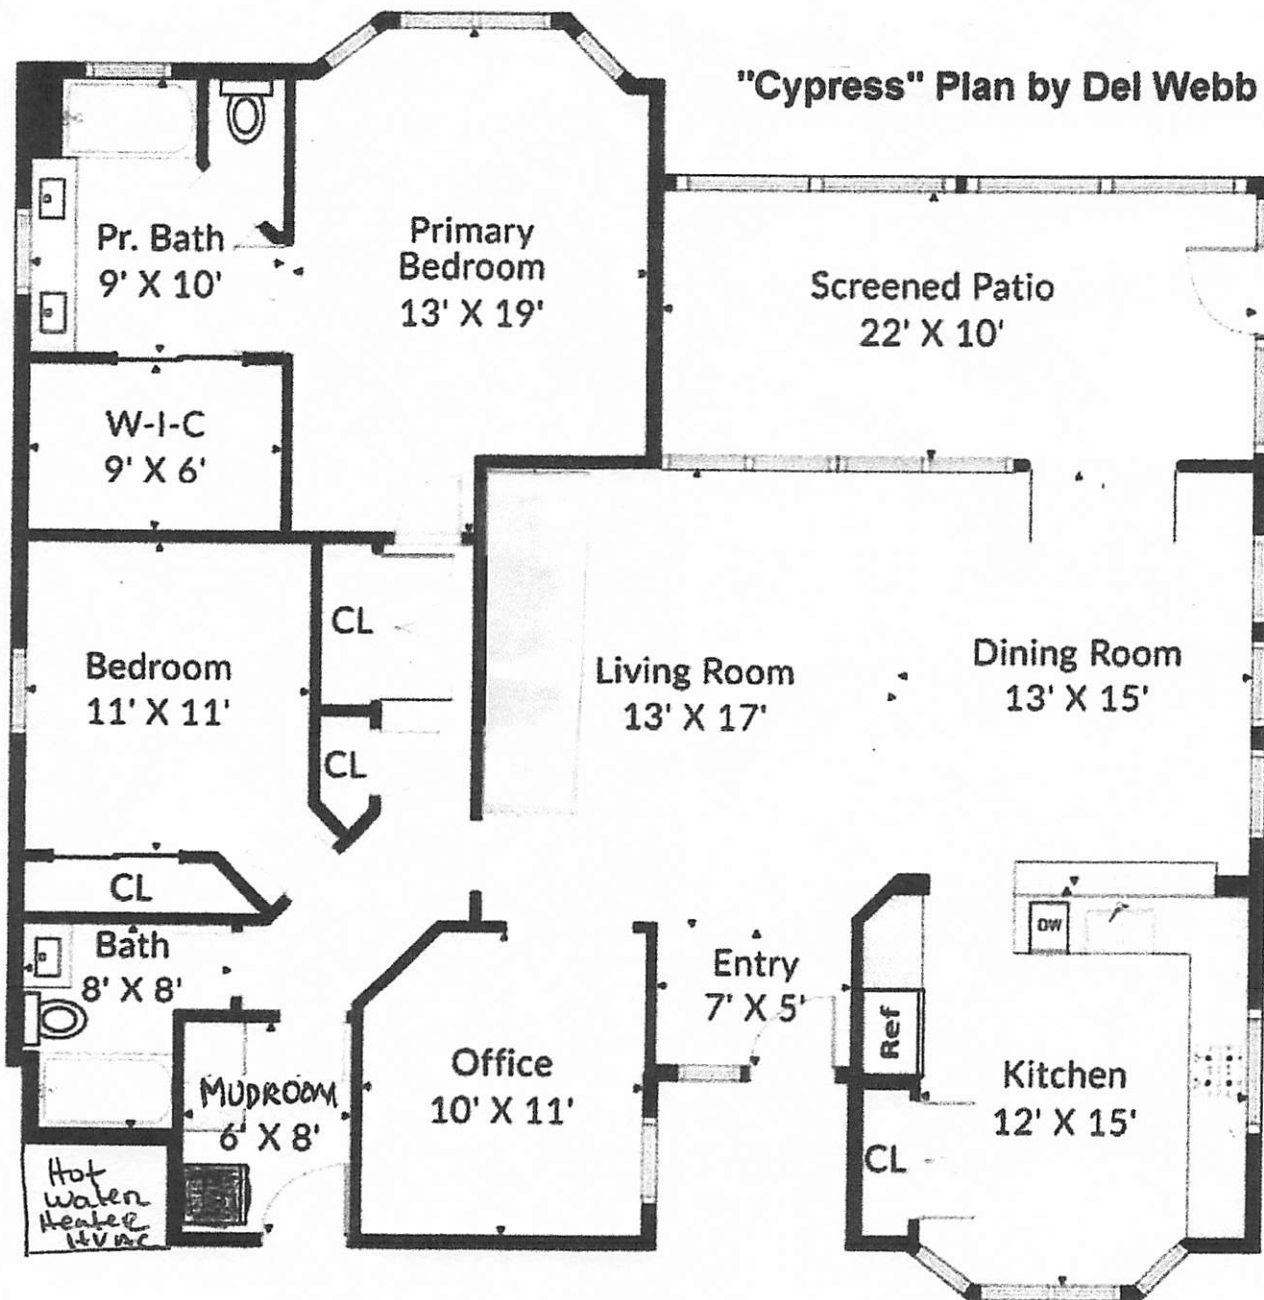 "Cypress" Plan by Del Webb
Primary
Bedroom
13' X 19'
Pr. Bath
9' X 10'
Screened Patio
22' X 10'
W-I-C
9' X 6'
CL
Bedroom
11' X 11'
Living Room
13' X 17'
Dining Room
13' X 15'
CL
CL
Bath
8' X 8'
DW
Entry
7' X 5'
Ref
Office
10' X 11'
MUDROOM
6' X 8'
Kitchen
12' X 15'
CL
Hot
Water
Heater
HVAC